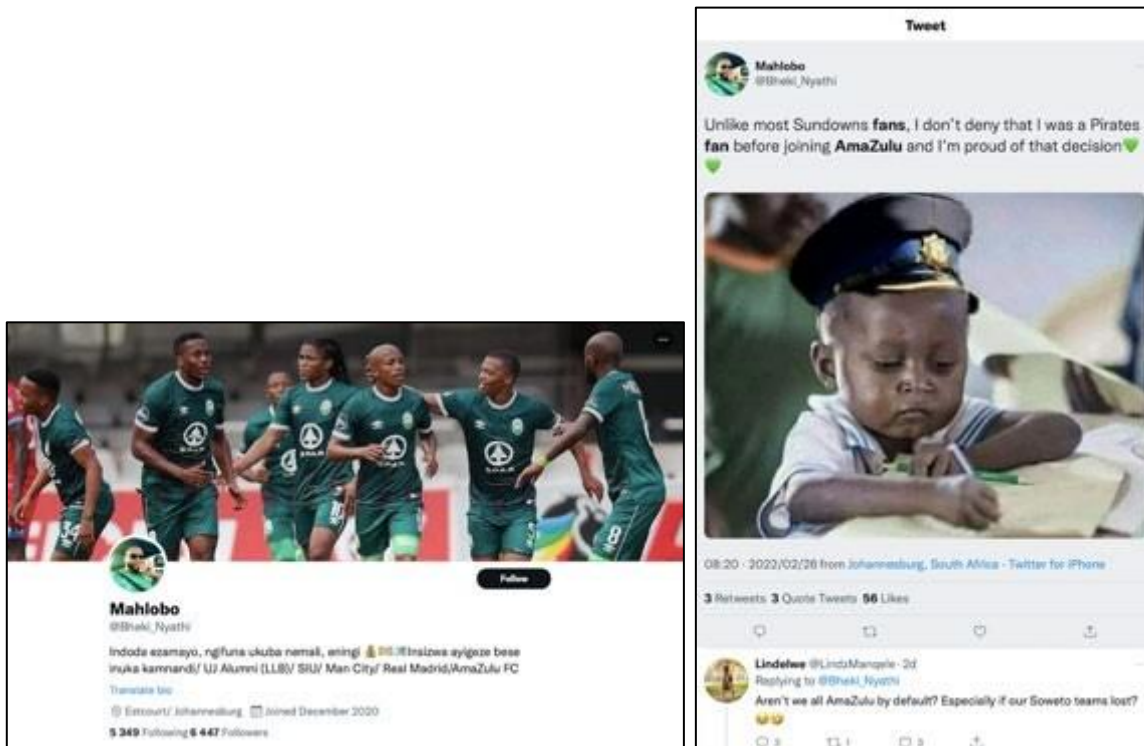 Mahlobo
@Bheki_Nyathi
Indoda ezamayo, ngifuna ukuba nemali, eningi
Insizwa ayigeze bese
inuka kamnandi/ UJ Alumni (LLB)/ SIU/ Man City/ Real Madrid/AmaZulu FC
Translate bio
Estcourt/ Johannesburg Joined December 2020
5 349 Following 6 447 Followers
Follow
Tweet
Mahlobo
@Bheki_Nyathi
Unlike most Sundowns fans, I don't deny that I was a Pirates
fan before joining AmaZulu and I'm proud of that decision💚
💚
08:20 · 2022/02/26 from Johannesburg, South Africa · Twitter for iPhone
3 Retweets 3 Quote Tweets 56 Likes
Lindelwe @LindzManqele · 2d
Replying to @Bheki_Nyathi
Aren't we all AmaZulu by default? Especially if our Soweto teams lost?
😂😂
3 1 3